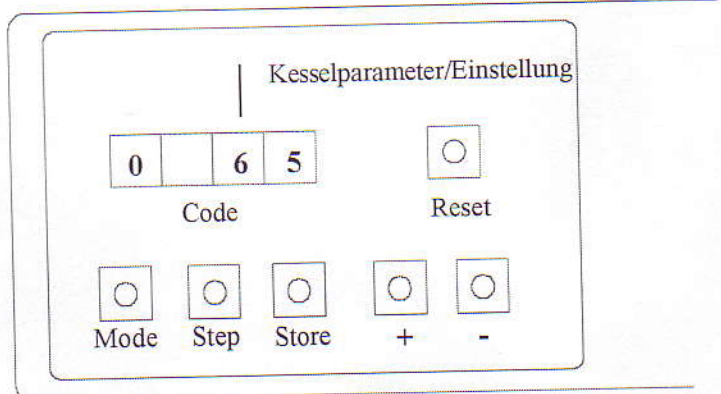 Kesselparameter/Einstellung
0 6 5
Code
Reset
Mode Step Store + -